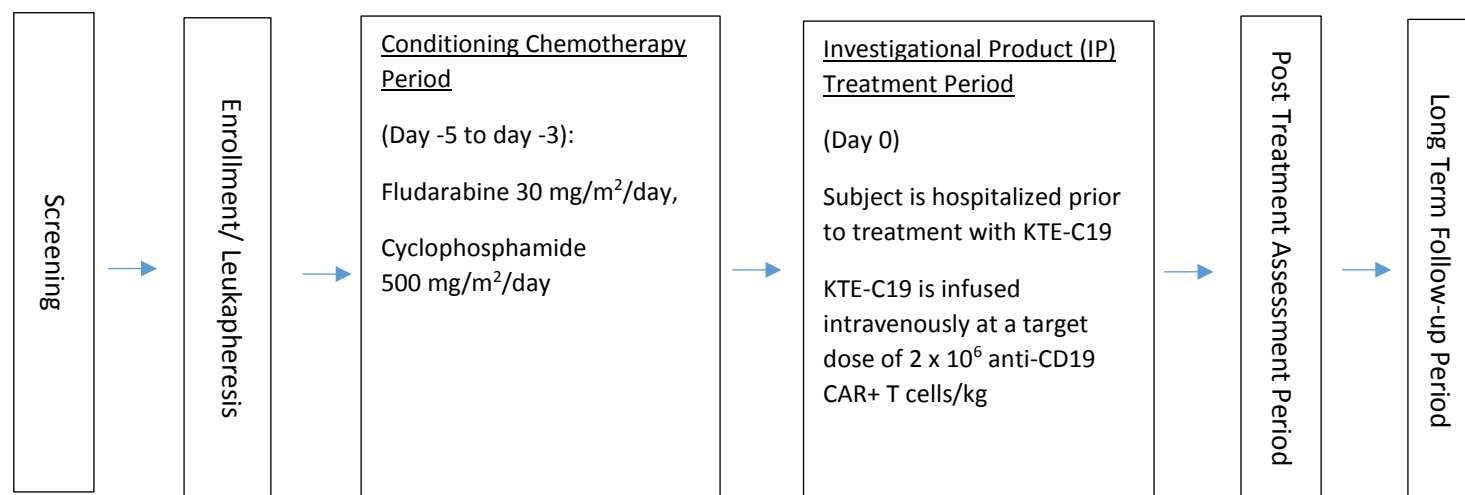 Screening
Enrollment/ Leukapheresis
Conditioning Chemotherapy
Period
(Day -5 to day -3):
Fludarabine 30 mg/m²/day,
Cyclophosphamide
500 mg/m²/day
Investigational Product (IP)
Treatment Period
(Day 0)
Subject is hospitalized prior
to treatment with KTE-C19
KTE-C19 is infused
intravenously at a target
dose of 2 x 10⁶ anti-CD19
CAR+ T cells/kg
Post Treatment Assessment Period
Long Term Follow-up Period